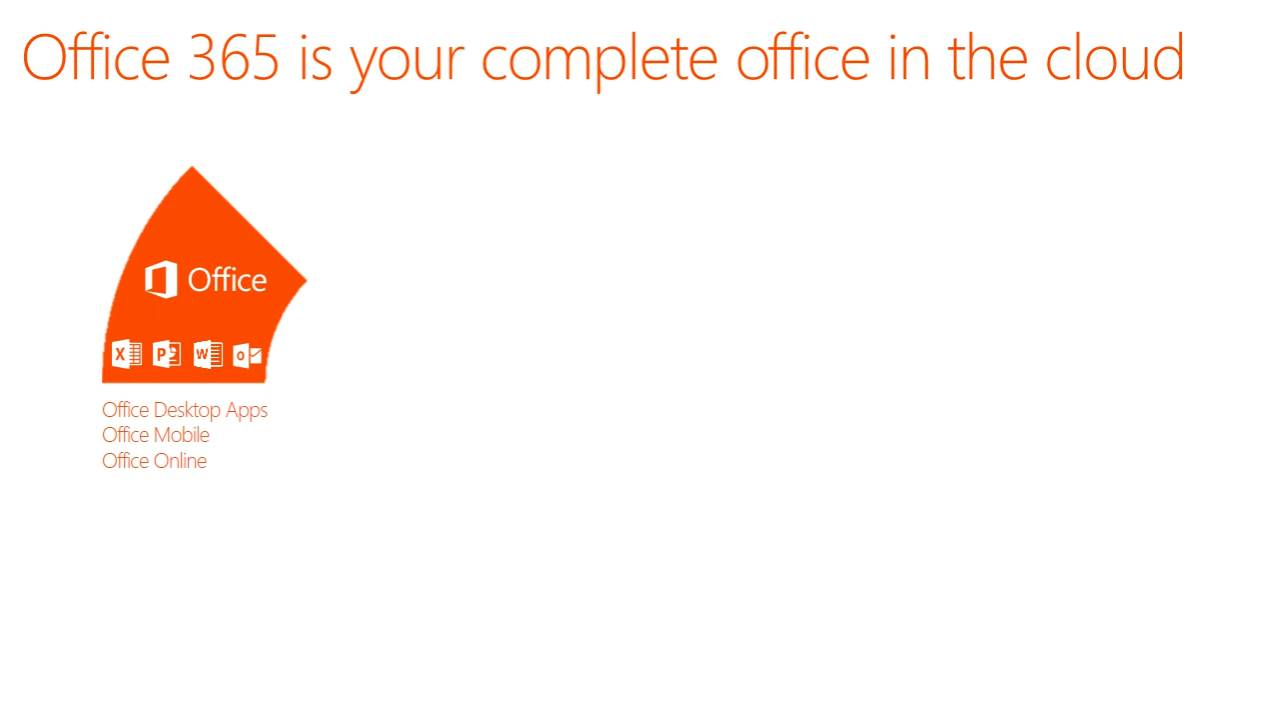 Office 365 is your complete office in the cloud
Office
X P W O
Office Desktop Apps
Office Mobile
Office Online